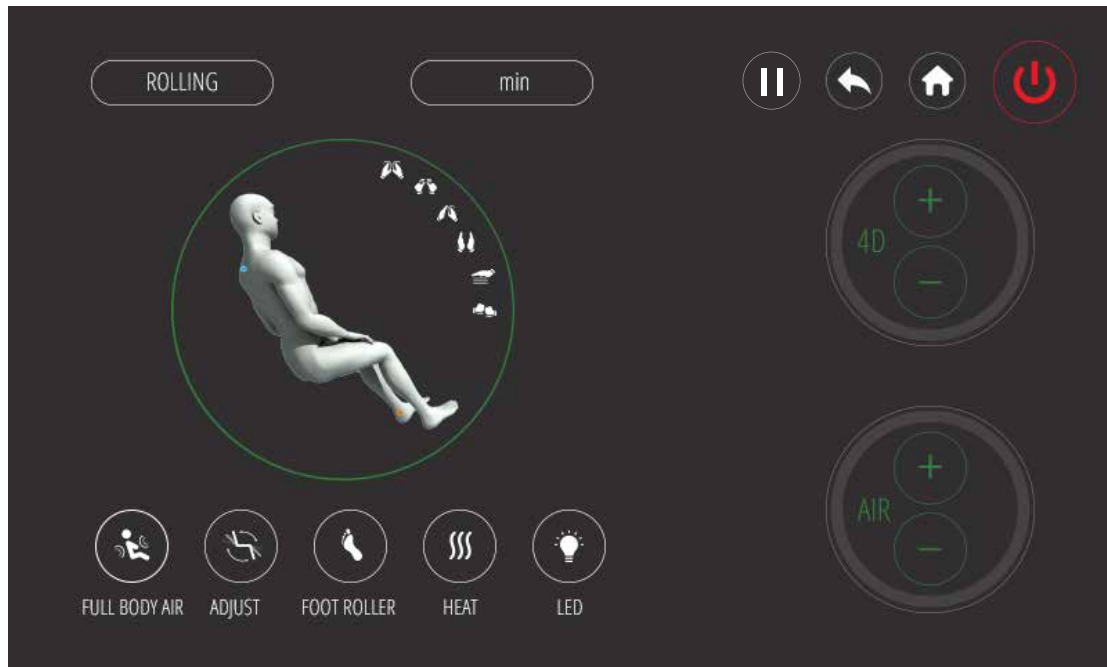 ROLLING
min
4D
+
−
AIR
+
−
FULL BODY AIR
ADJUST
FOOT ROLLER
HEAT
LED